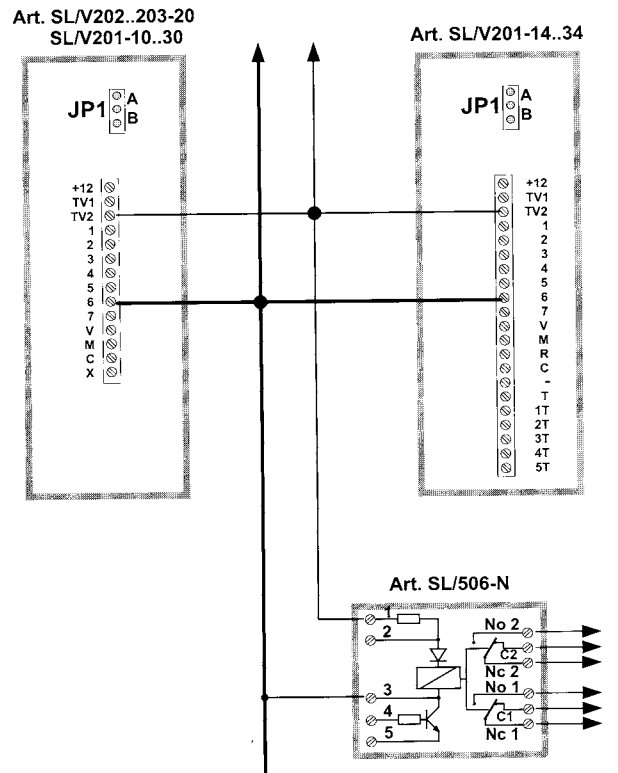 Art. SL/V202..203-20
SL/V201-10..30
Art. SL/V201-14..34
JP1
A
B
JP1
A
B
+12
TV1
TV2
1
2
3
4
5
6
7
V
M
C
X
+12
TV1
TV2
1
2
3
4
5
6
7
V
M
R
C
-
T
1T
2T
3T
4T
5T
Art. SL/506-N
1
2
3
4
5
No 2
C2
Nc 2
No 1
C1
Nc 1